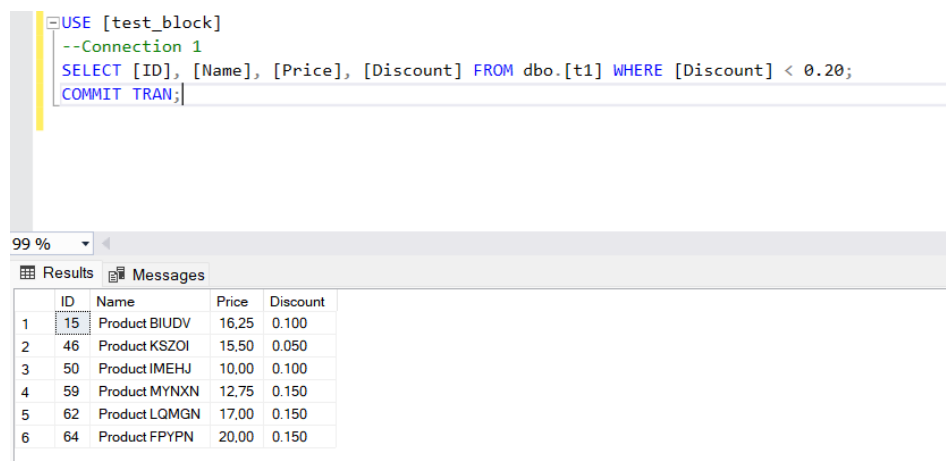 USE [test_block]
--Connection 1
SELECT [ID], [Name], [Price], [Discount] FROM dbo.[t1] WHERE [Discount] < 0.20;
COMMIT TRAN;
99 %
Results Messages
ID Name Price Discount
1 15 Product BIUDV 16,25 0.100
2 46 Product KSZOI 15,50 0.050
3 50 Product IMEHJ 10,00 0.100
4 59 Product MYNXN 12,75 0.150
5 62 Product LQMGN 17,00 0.150
6 64 Product FPYPN 20,00 0.150